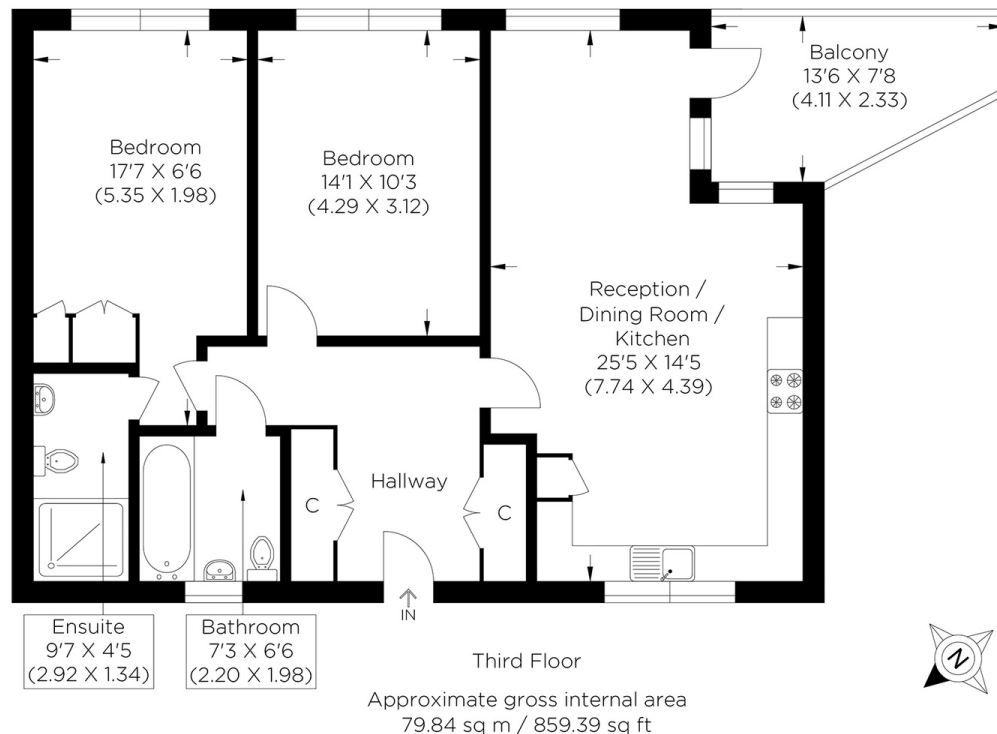 Balcony
13'6 X 7'8
(4.11 X 2.33)
Bedroom
17'7 X 6'6
(5.35 X 1.98)
Bedroom
14'1 X 10'3
(4.29 X 3.12)
Reception /
Dining Room /
Kitchen
25'5 X 14'5
(7.74 X 4.39)
Hallway
C
C
IN
Ensuite
9'7 X 4'5
(2.92 X 1.34)
Bathroom
7'3 X 6'6
(2.20 X 1.98)
Third Floor
Approximate gross internal area
79.84 sq m / 859.39 sq ft
N